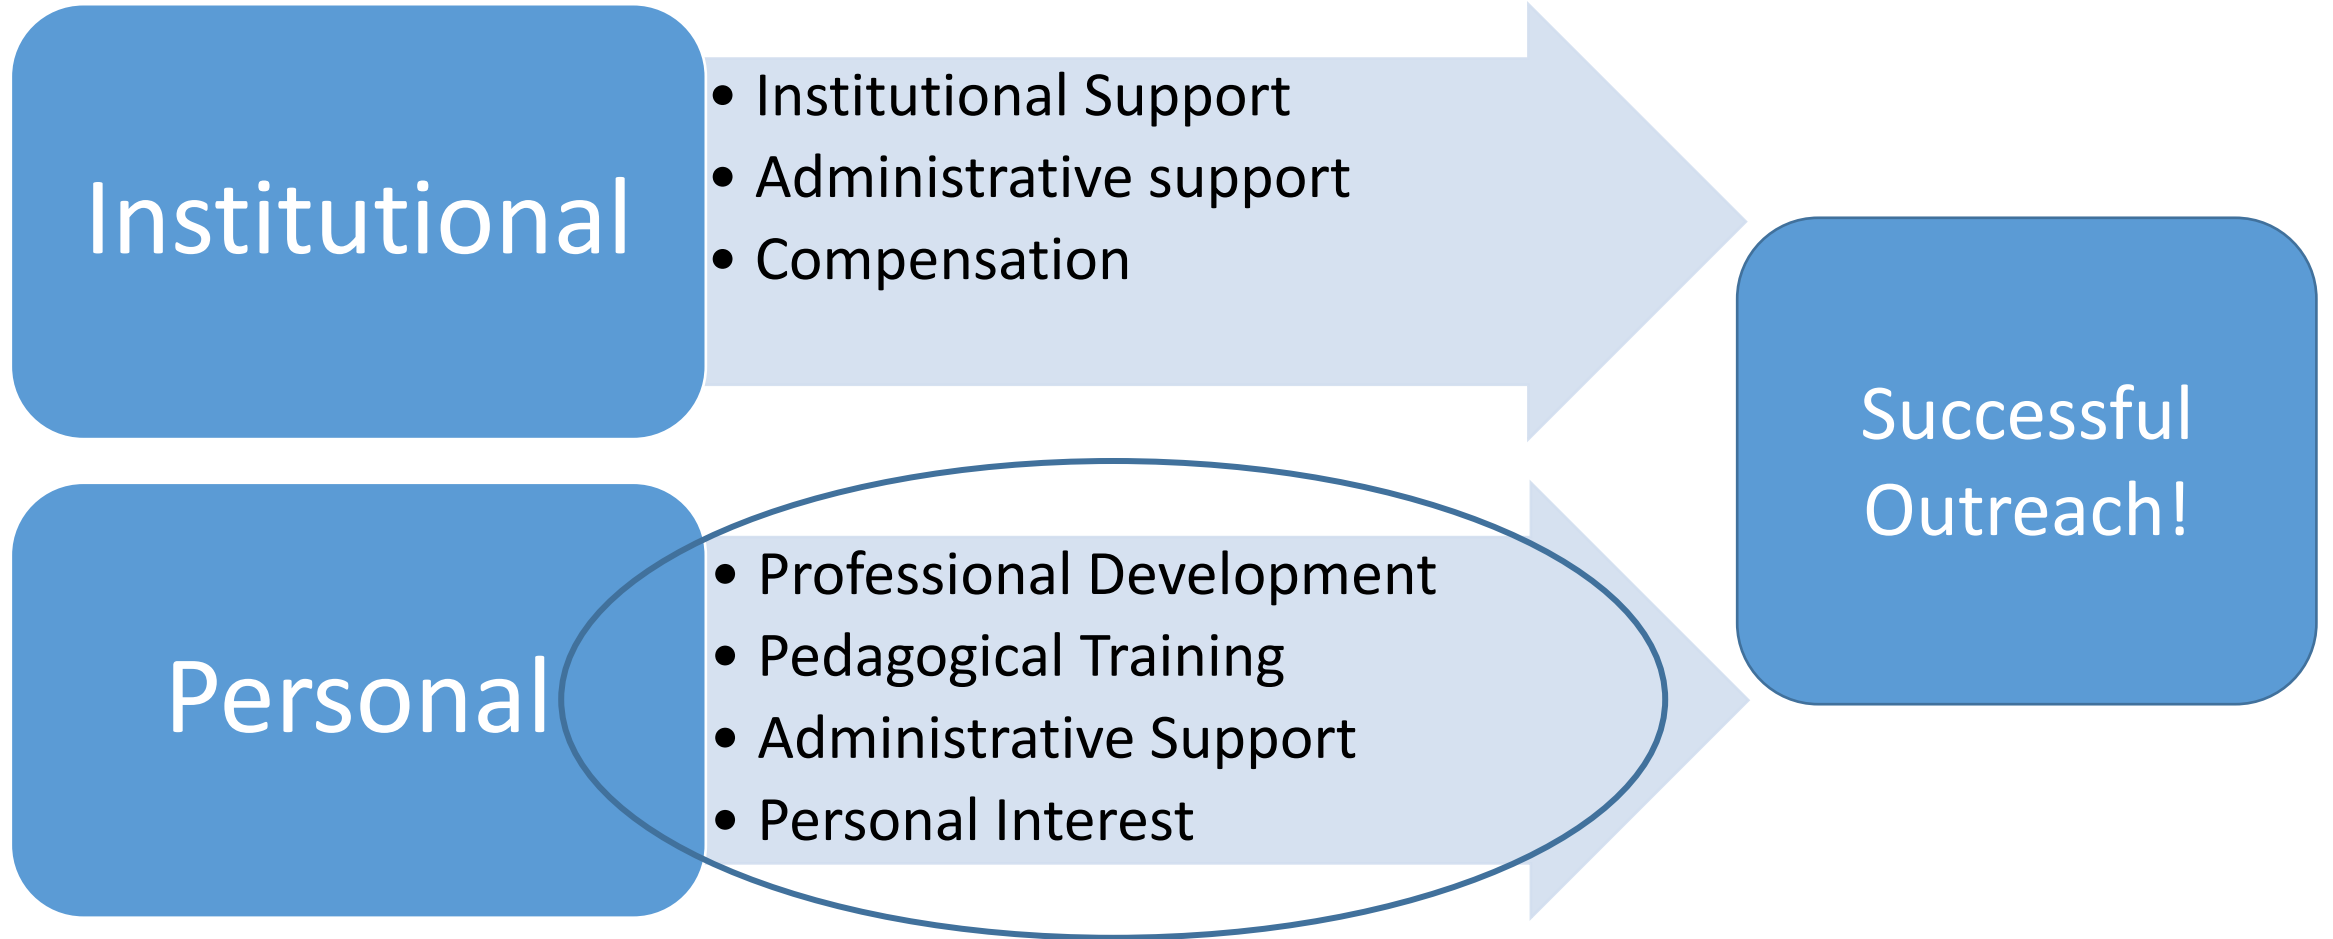 Institutional
• Institutional Support
• Administrative support
• Compensation
Personal
• Professional Development
• Pedagogical Training
• Administrative Support
• Personal Interest
Successful
Outreach!